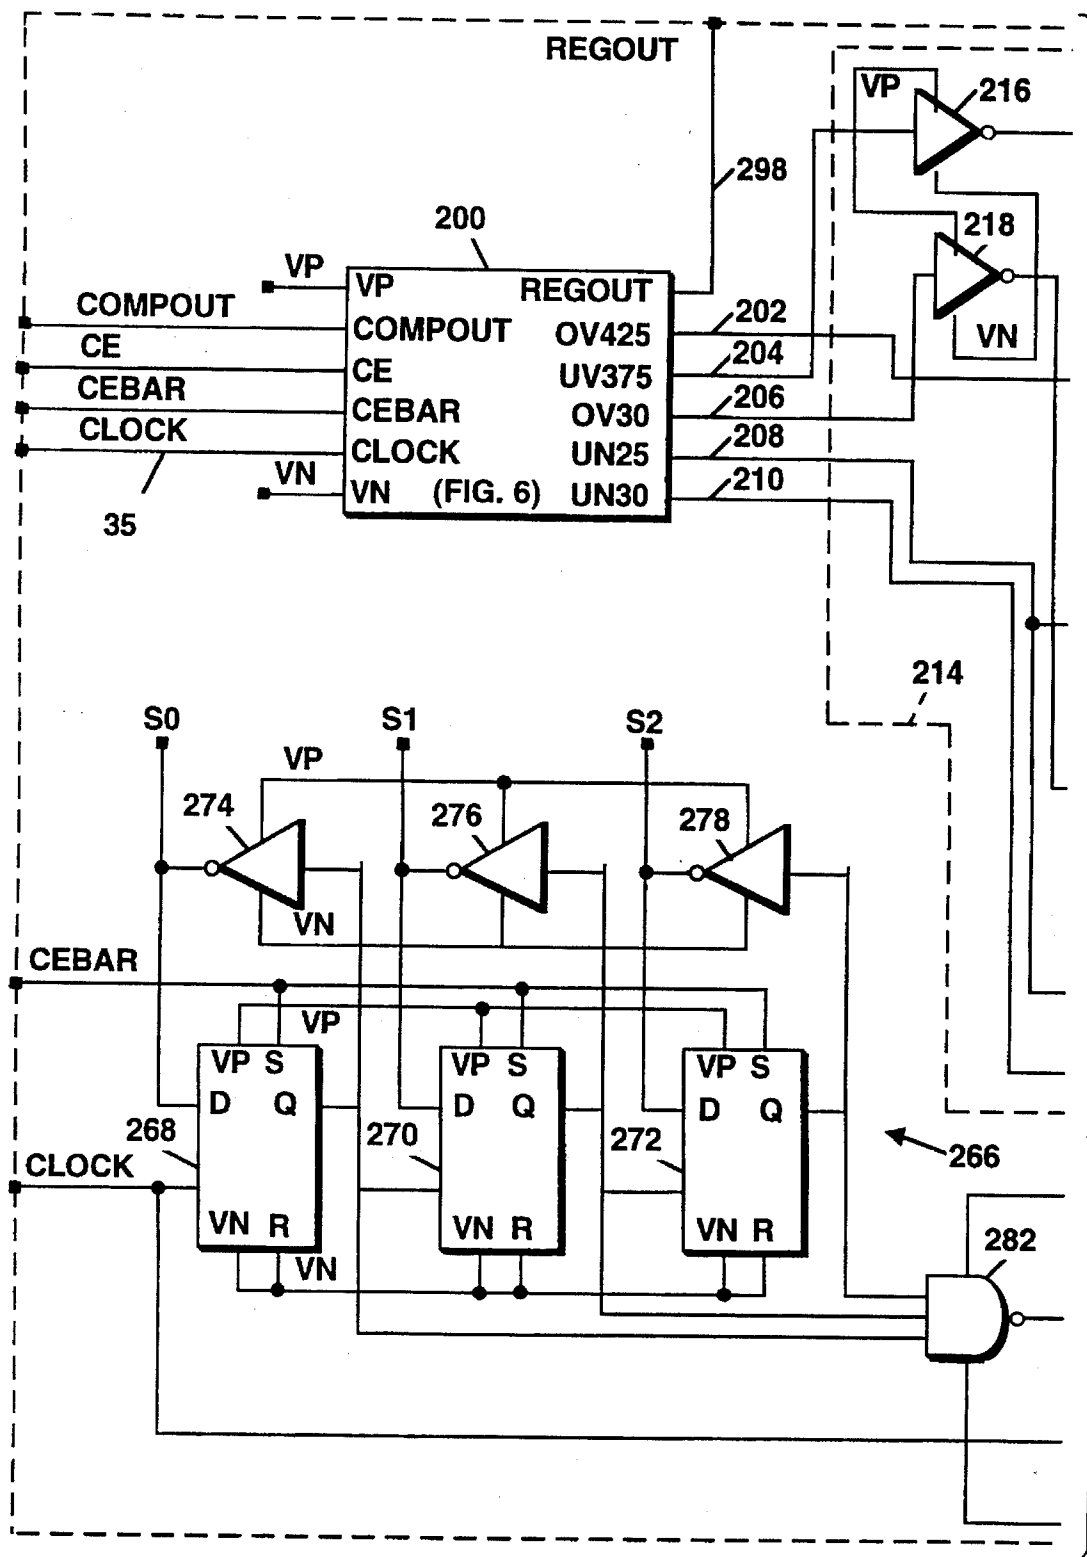 REGOUT
VP
216
298
200
218
VP
VP
REGOUT
COMPOUT
COMPOUT
OV425
202
VN
CE
CE
UV375
204
CEBAR
CEBAR
OV30
206
CLOCK
CLOCK
UN25
208
VN
VN
(FIG. 6)
UN30
210
35
214
S0
S1
S2
VP
274
276
278
VN
CEBAR
VP
VP S
VP S
VP S
D Q
D Q
D Q
268
270
272
266
CLOCK
VN R
VN R
VN R
VN
282